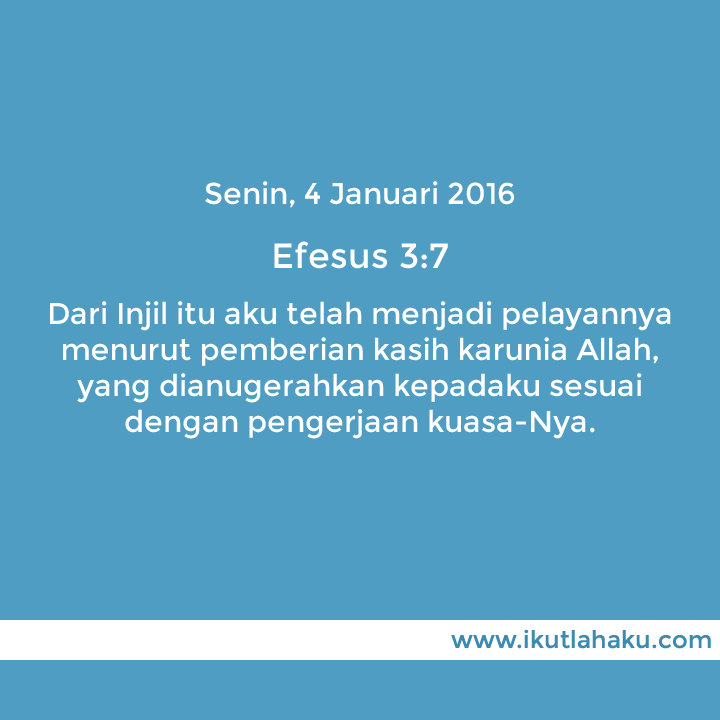 Senin, 4 Januari 2016
Efesus 3:7
Dari Injil itu aku telah menjadi pelayannya
menurut pemberian kasih karunia Allah,
yang dianugerahkan kepadaku sesuai
dengan pengerjaan kuasa-Nya.
www.ikutlahaku.com